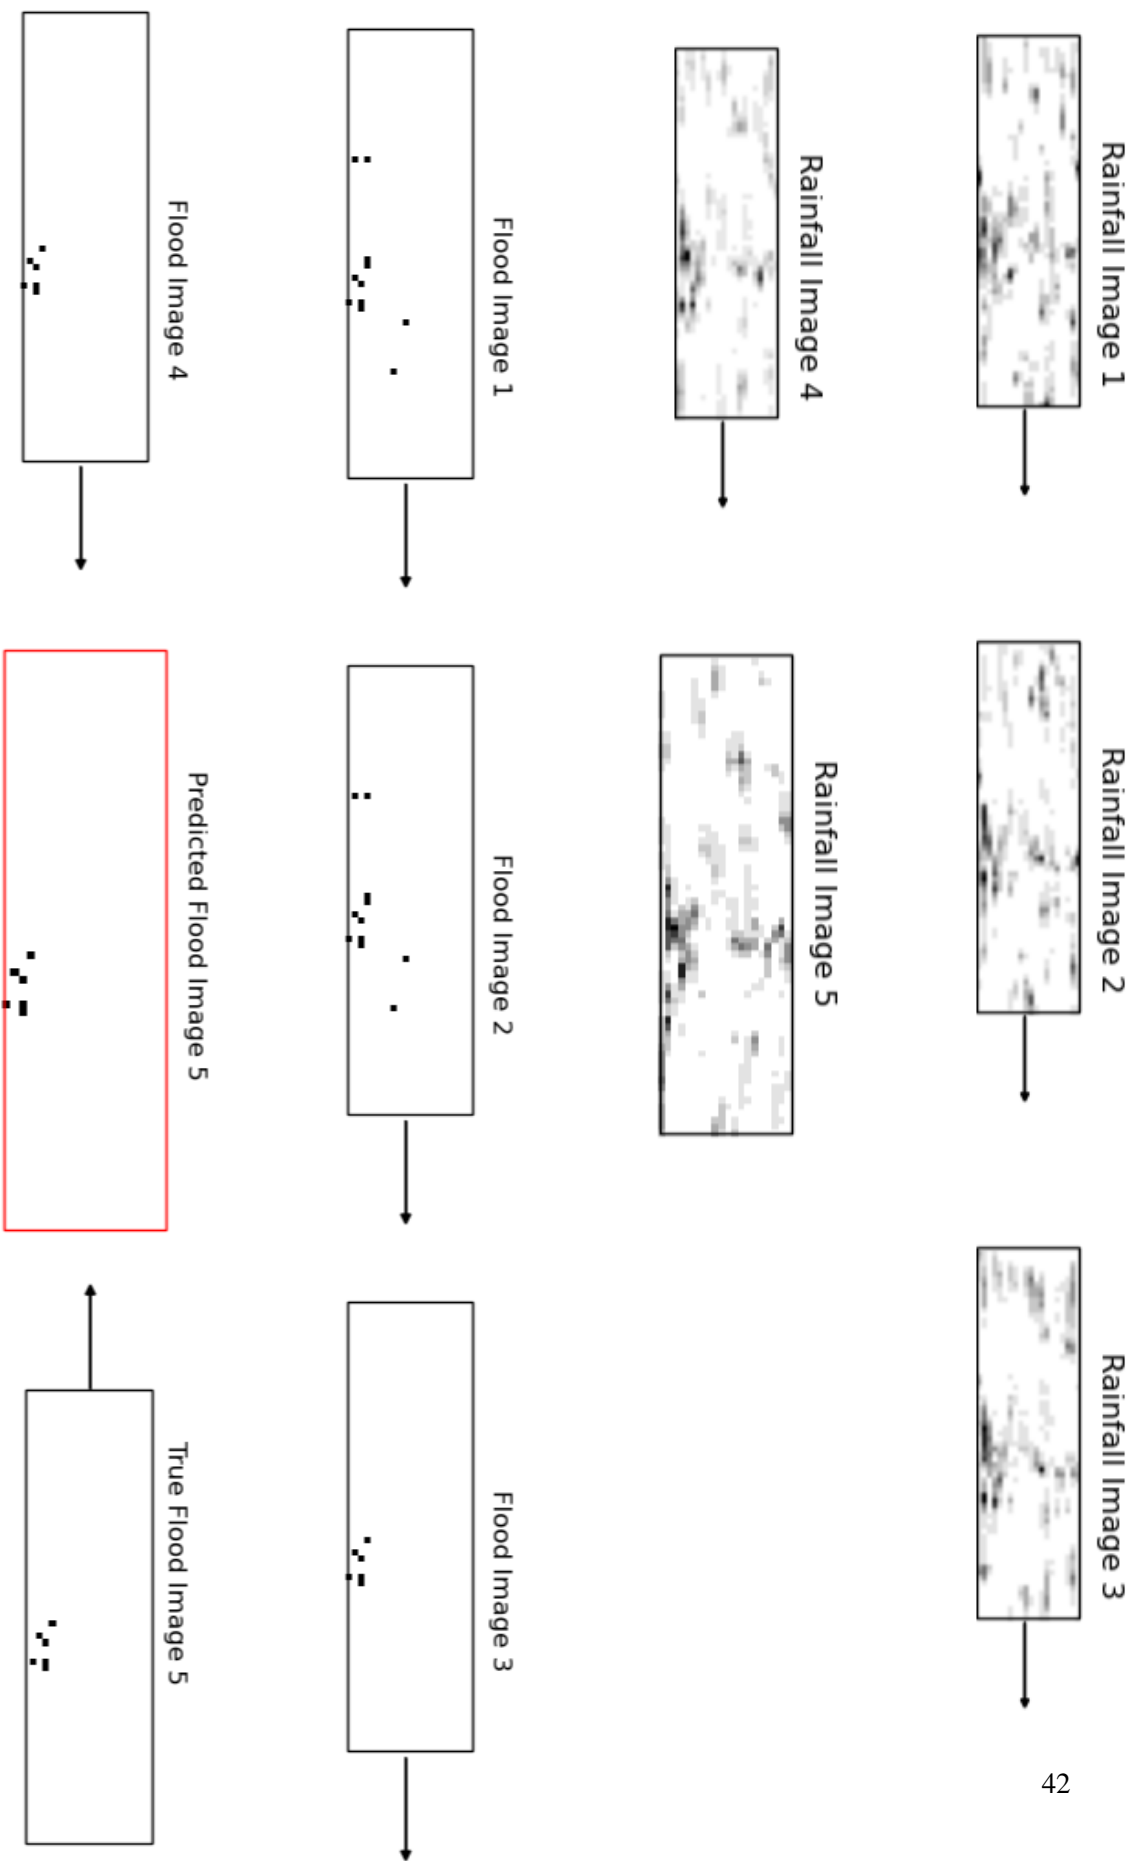 Rainfall Image 1
Rainfall Image 2
Rainfall Image 3
Rainfall Image 4
Rainfall Image 5
Flood Image 1
Flood Image 2
Flood Image 3
Flood Image 4
Predicted Flood Image 5
True Flood Image 5
42